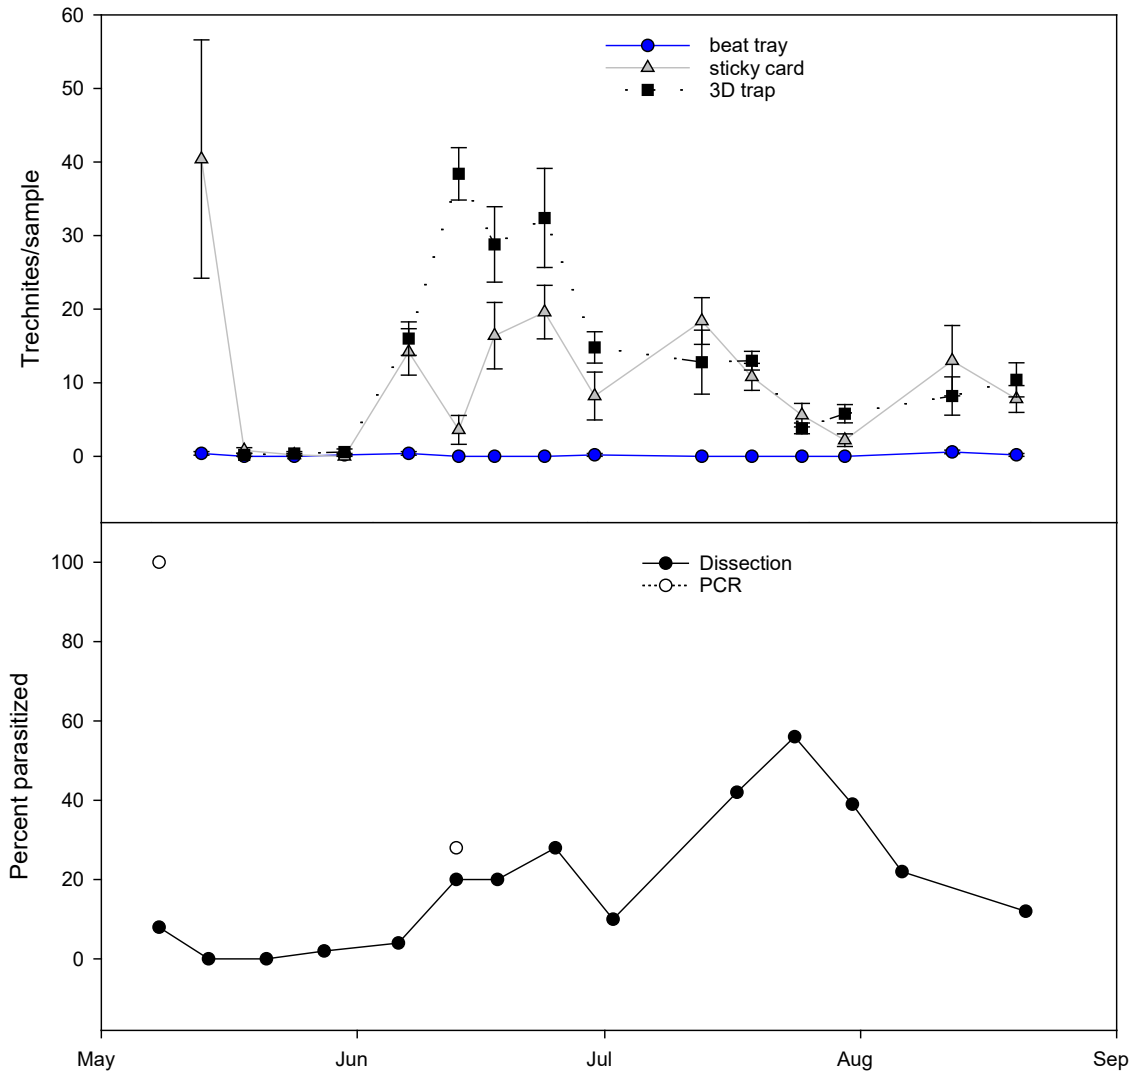 60
beat tray
sticky card
3D trap
50
40
30
20
10
0
Trechnites/sample
100
Dissection
PCR
80
60
40
20
0
Percent parasitized
May Jun Jul Aug Sep